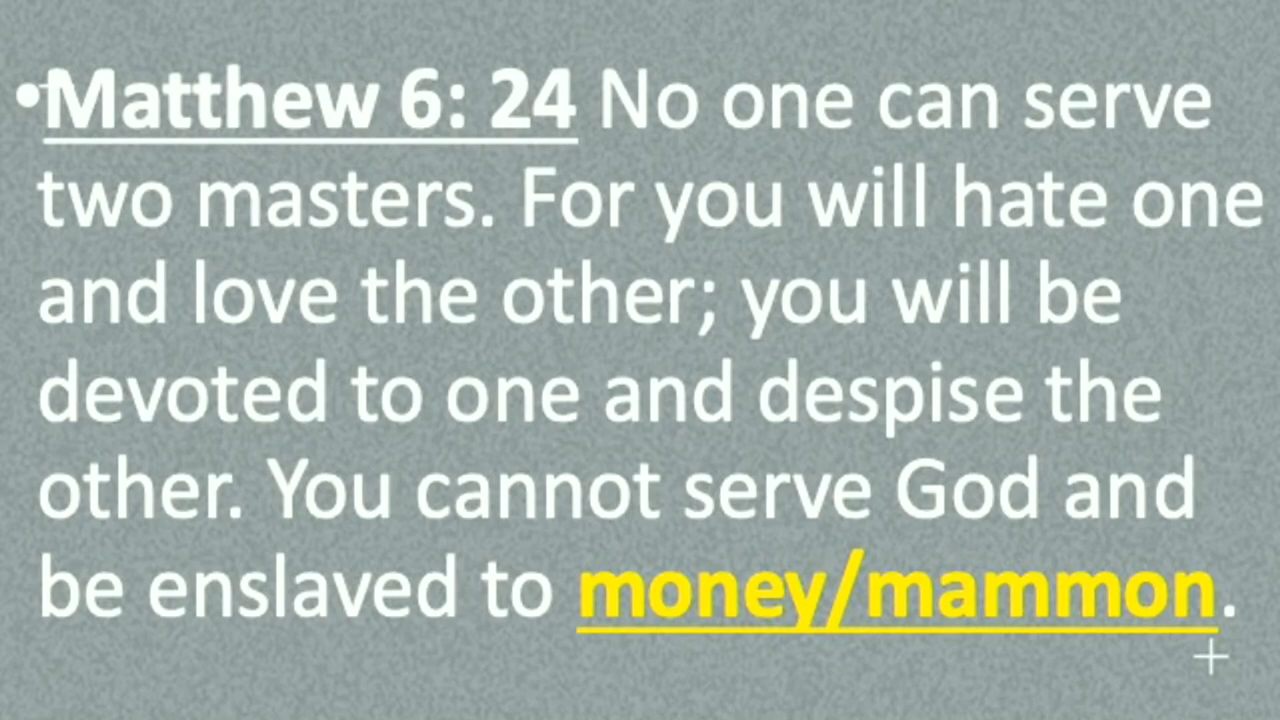 •Matthew 6: 24 No one can serve
two masters. For you will hate one
and love the other; you will be
devoted to one and despise the
other. You cannot serve God and
be enslaved to money/mammon.